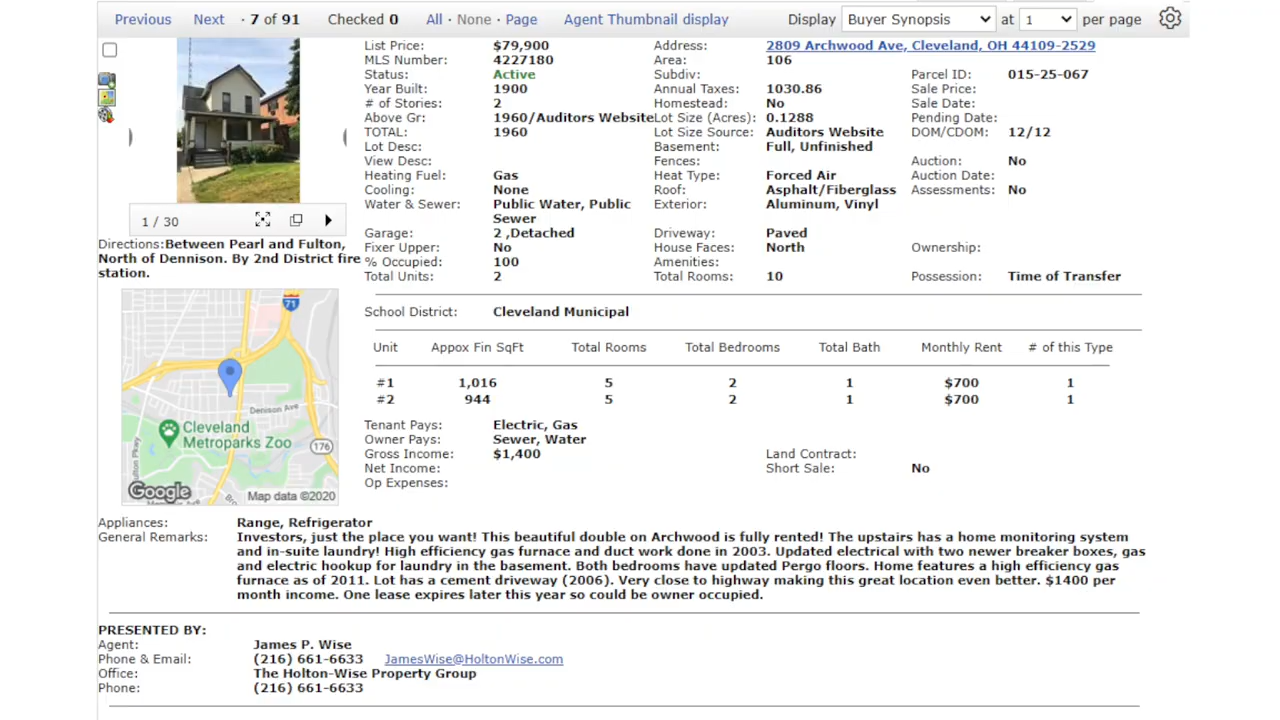 Previous Next · 7 of 91 Checked 0 All · None · Page Agent Thumbnail display Display Buyer Synopsis at 1 per page
List Price: $79,900 Address: 2809 Archwood Ave, Cleveland, OH 44109-2529
MLS Number: 4227180 Area: 106
Status: Active Subdiv: Parcel ID: 015-25-067
Year Built: 1900 Annual Taxes: 1030.86 Sale Price:
# of Stories: 2 Homestead: No Sale Date:
Above Gr: 1960/Auditors Website Lot Size (Acres): 0.1288 Pending Date:
TOTAL: 1960 Lot Size Source: Auditors Website DOM/CDOM: 12/12
Lot Desc: Basement: Full, Unfinished
View Desc: Fences: Auction: No
Heating Fuel: Gas Heat Type: Forced Air Auction Date:
Cooling: None Roof: Asphalt/Fiberglass Assessments: No
Water & Sewer: Public Water, Public Exterior: Aluminum, Vinyl
Sewer
1 / 30
Garage: 2 ,Detached Driveway: Paved
Fixer Upper: No House Faces: North Ownership:
% Occupied: 100 Amenities:
Total Units: 2 Total Rooms: 10 Possession: Time of Transfer
Directions:Between Pearl and Fulton,
North of Dennison. By 2nd District fire
station.
71
Denison Ave
Cleveland
Metroparks Zoo
176
Google Map data ©2020
School District: Cleveland Municipal
Unit Appox Fin SqFt Total Rooms Total Bedrooms Total Bath Monthly Rent # of this Type
#1 1,016 5 2 1 $700 1
#2 944 5 2 1 $700 1
Tenant Pays: Electric, Gas
Owner Pays: Sewer, Water
Gross Income: $1,400 Land Contract:
Net Income: Short Sale: No
Op Expenses:
Appliances: Range, Refrigerator
General Remarks: Investors, just the place you want! This beautiful double on Archwood is fully rented! The upstairs has a home monitoring system
and in-suite laundry! High efficiency gas furnace and duct work done in 2003. Updated electrical with two newer breaker boxes, gas
and electric hookup for laundry in the basement. Both bedrooms have updated Pergo floors. Home features a high efficiency gas
furnace as of 2011. Lot has a cement driveway (2006). Very close to highway making this great location even better. $1400 per
month income. One lease expires later this year so could be owner occupied.
PRESENTED BY:
Agent: James P. Wise
Phone & Email: (216) 661-6633 JamesWise@HoltonWise.com
Office: The Holton-Wise Property Group
Phone: (216) 661-6633